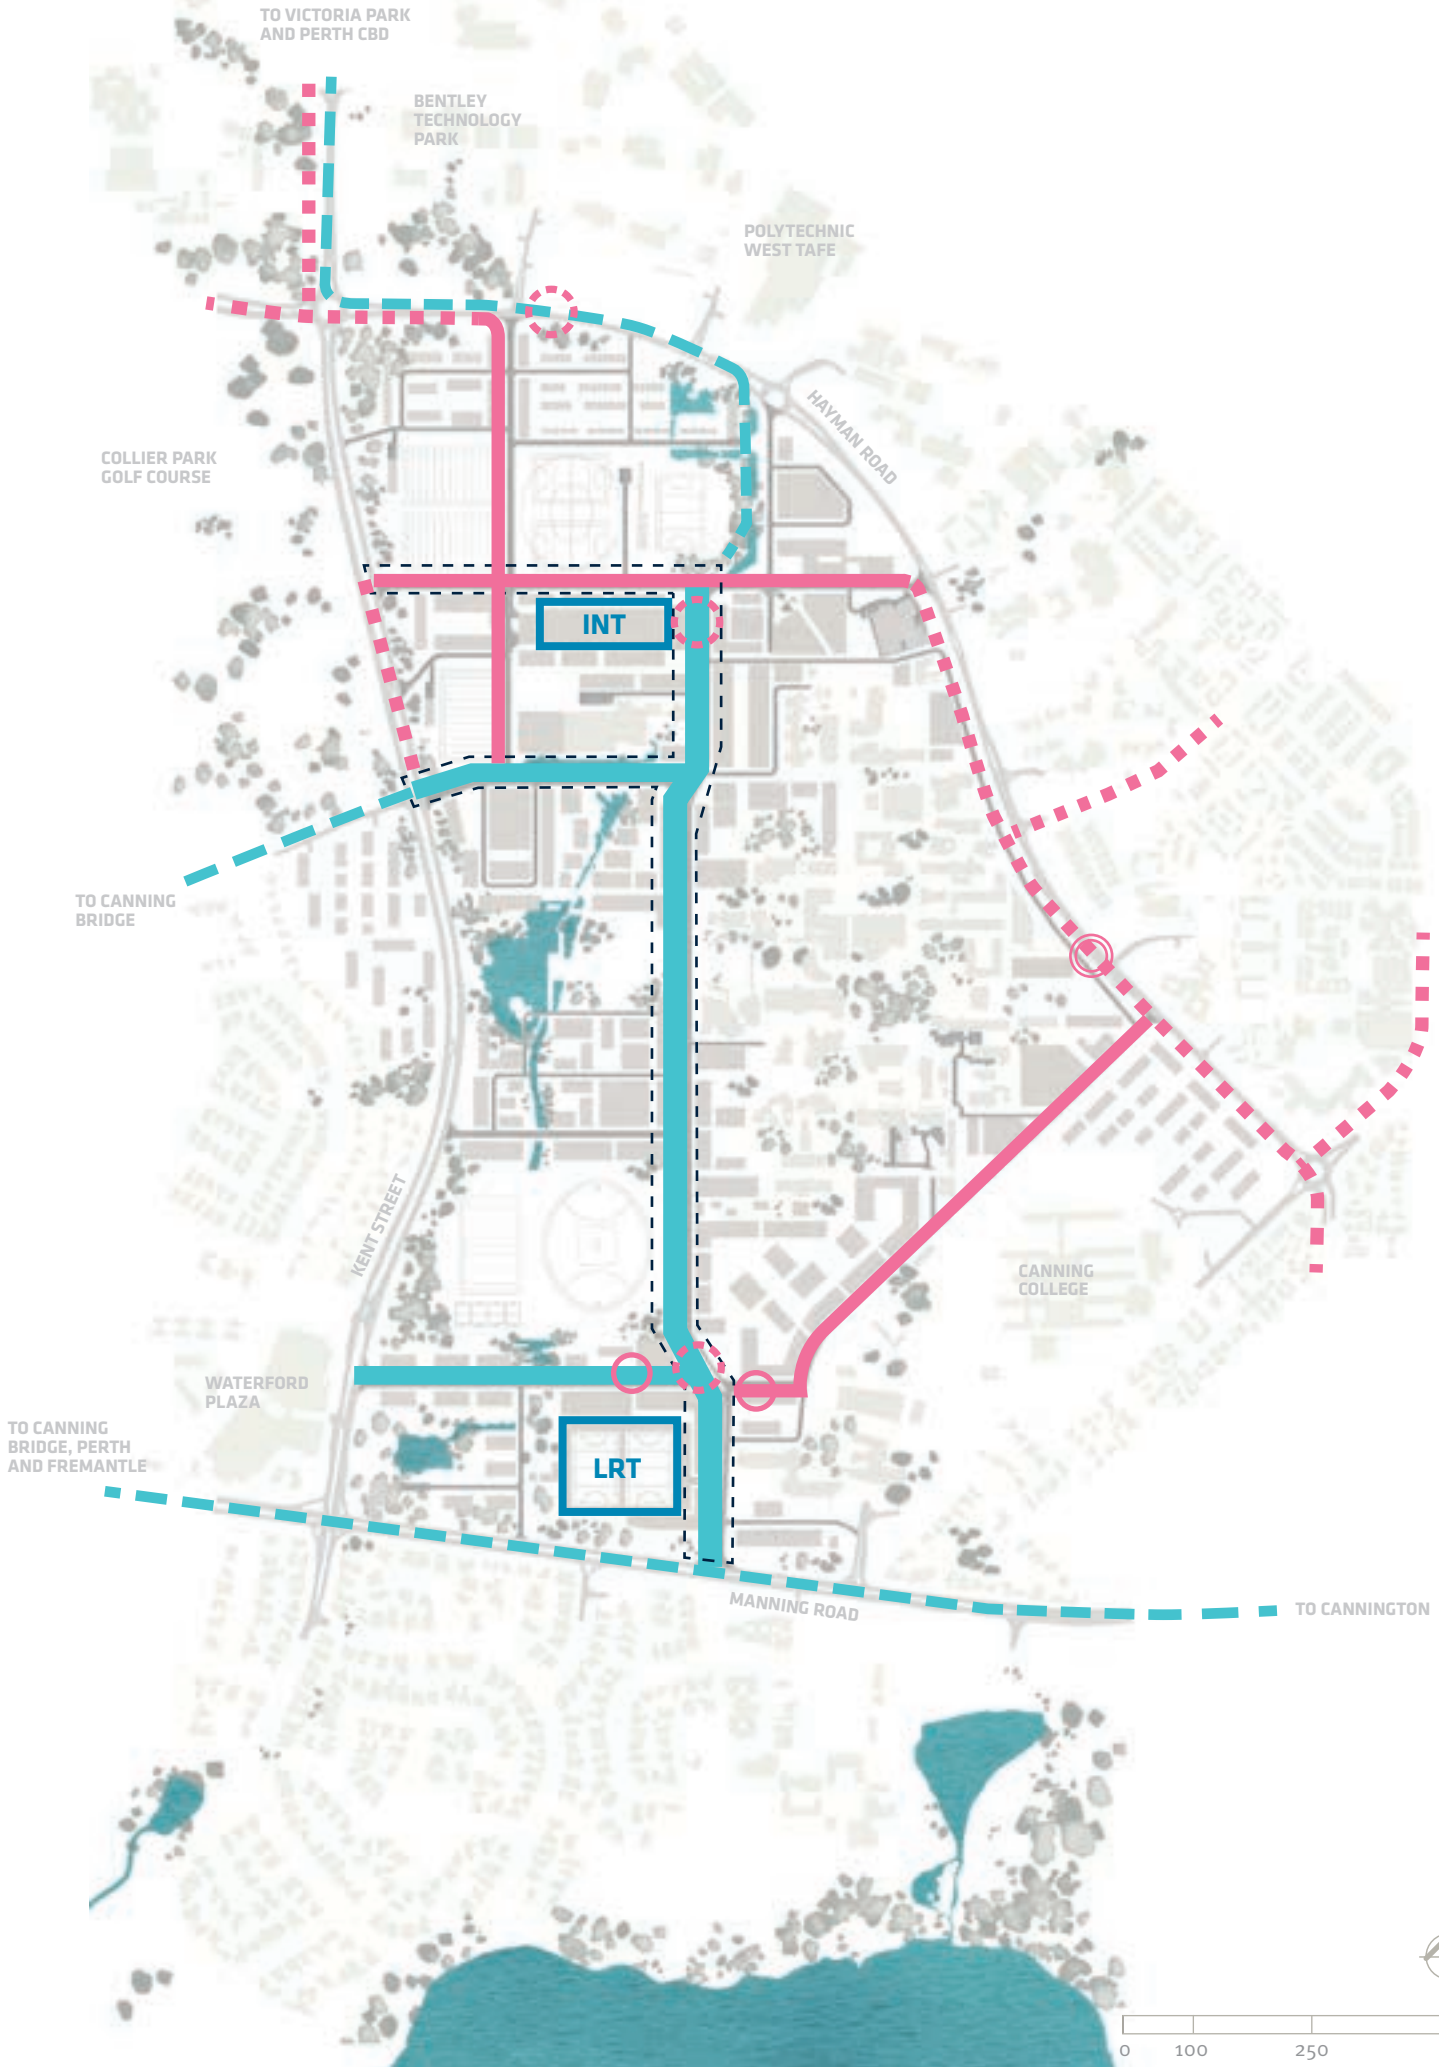 TO VICTORIA PARK
AND PERTH CBD
BENTLEY
TECHNOLOGY
PARK
POLYTECHNIC
WEST TAFE
HAYMAN ROAD
COLLIER PARK
GOLF COURSE
INT
TO CANNING
BRIDGE
KENT STREET
CANNING
COLLEGE
WATERFORD
PLAZA
TO CANNING
BRIDGE, PERTH
AND FREMANTLE
LRT
MANNING ROAD
TO CANNINGTON
0 100 250